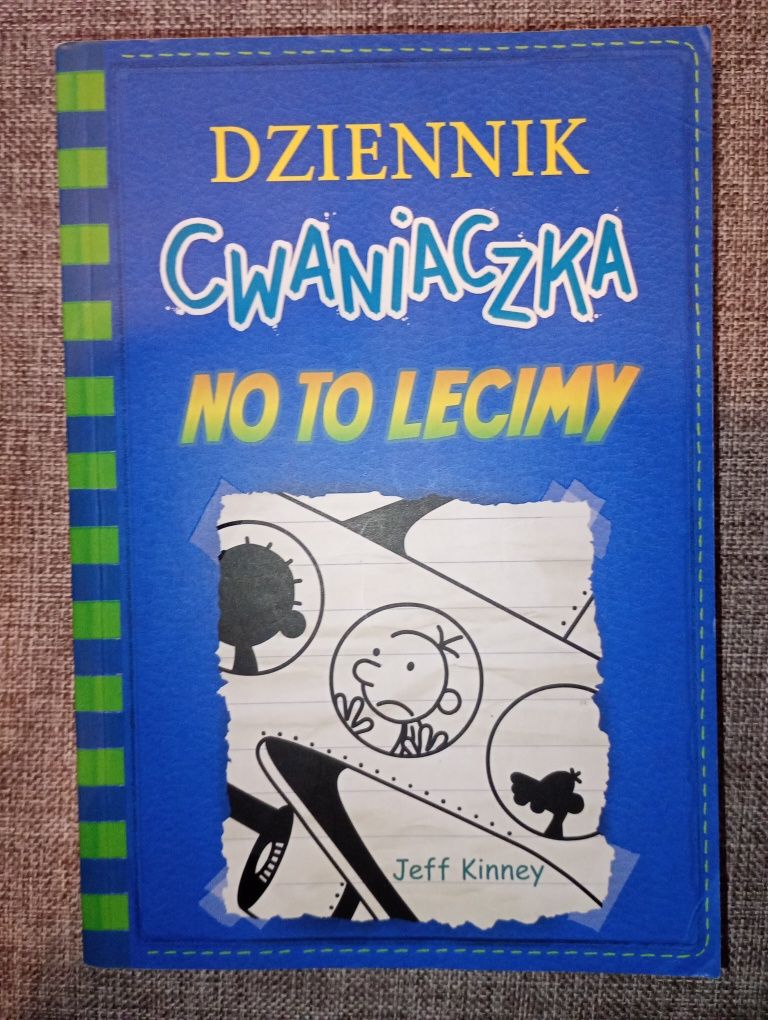 DZIENNIK
CWANIACZKA
NO TO LECIMY
Jeff Kinney